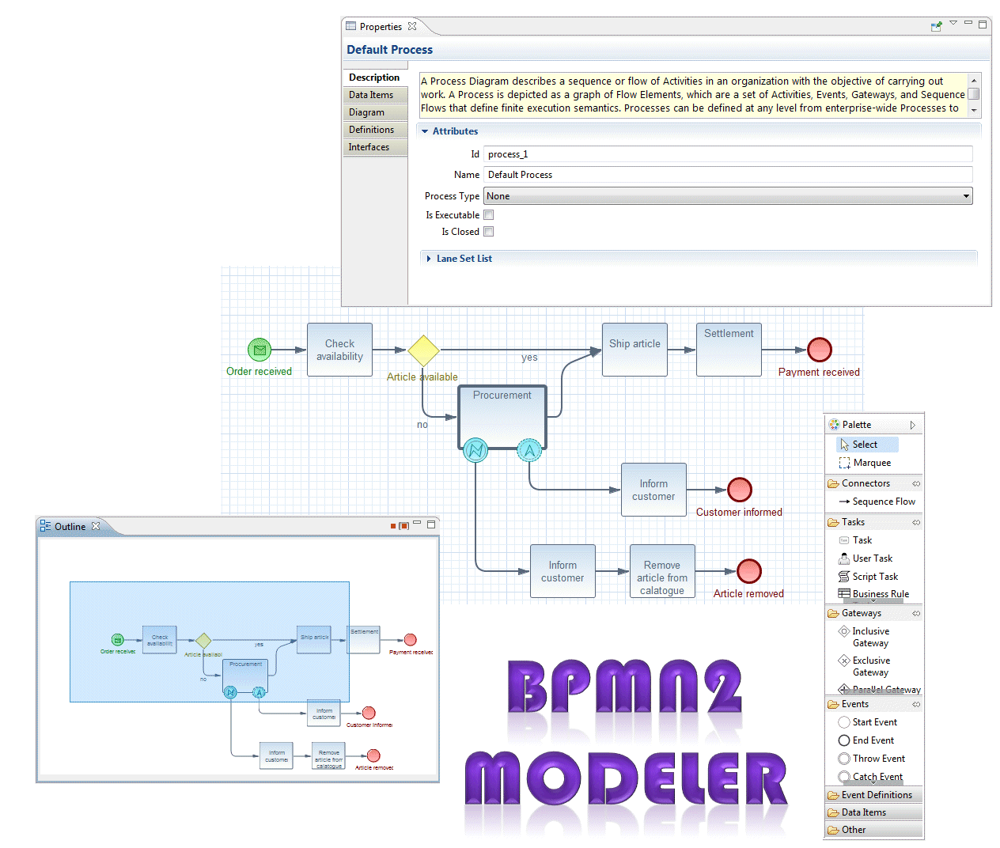 Properties
Default Process
Description
Data Items
Diagram
Definitions
Interfaces
A Process Diagram describes a sequence or flow of Activities in an organization with the objective of carrying out
work. A Process is depicted as a graph of Flow Elements, which are a set of Activities, Events, Gateways, and Sequence
Flows that define finite execution semantics. Processes can be defined at any level from enterprise-wide Processes to
Attributes
Id process_1
Name Default Process
Process Type None
Is Executable
Is Closed
Lane Set List
Order received
Check
availability
Article available
yes
no
Ship article
Settlement
Payment received
Procurement
Inform
customer
Customer informed
Inform
customer
Remove
article from
calatogue
Article removed
Palette
Select
Marquee
Connectors
Sequence Flow
Tasks
Task
User Task
Script Task
Business Rule
Gateways
Inclusive
Gateway
Exclusive
Gateway
Parallel Gateway
Events
Start Event
End Event
Throw Event
Catch Event
Event Definitions
Data Items
Other
Outline
Order received
Check
availability
Article availabl
yes
no
Ship article
Settlement
Payment received
Procurement
Inform
customer
Customer informed
Inform
customer
Remove
article from
calatogue
Article removed
BPMN2
MODELER